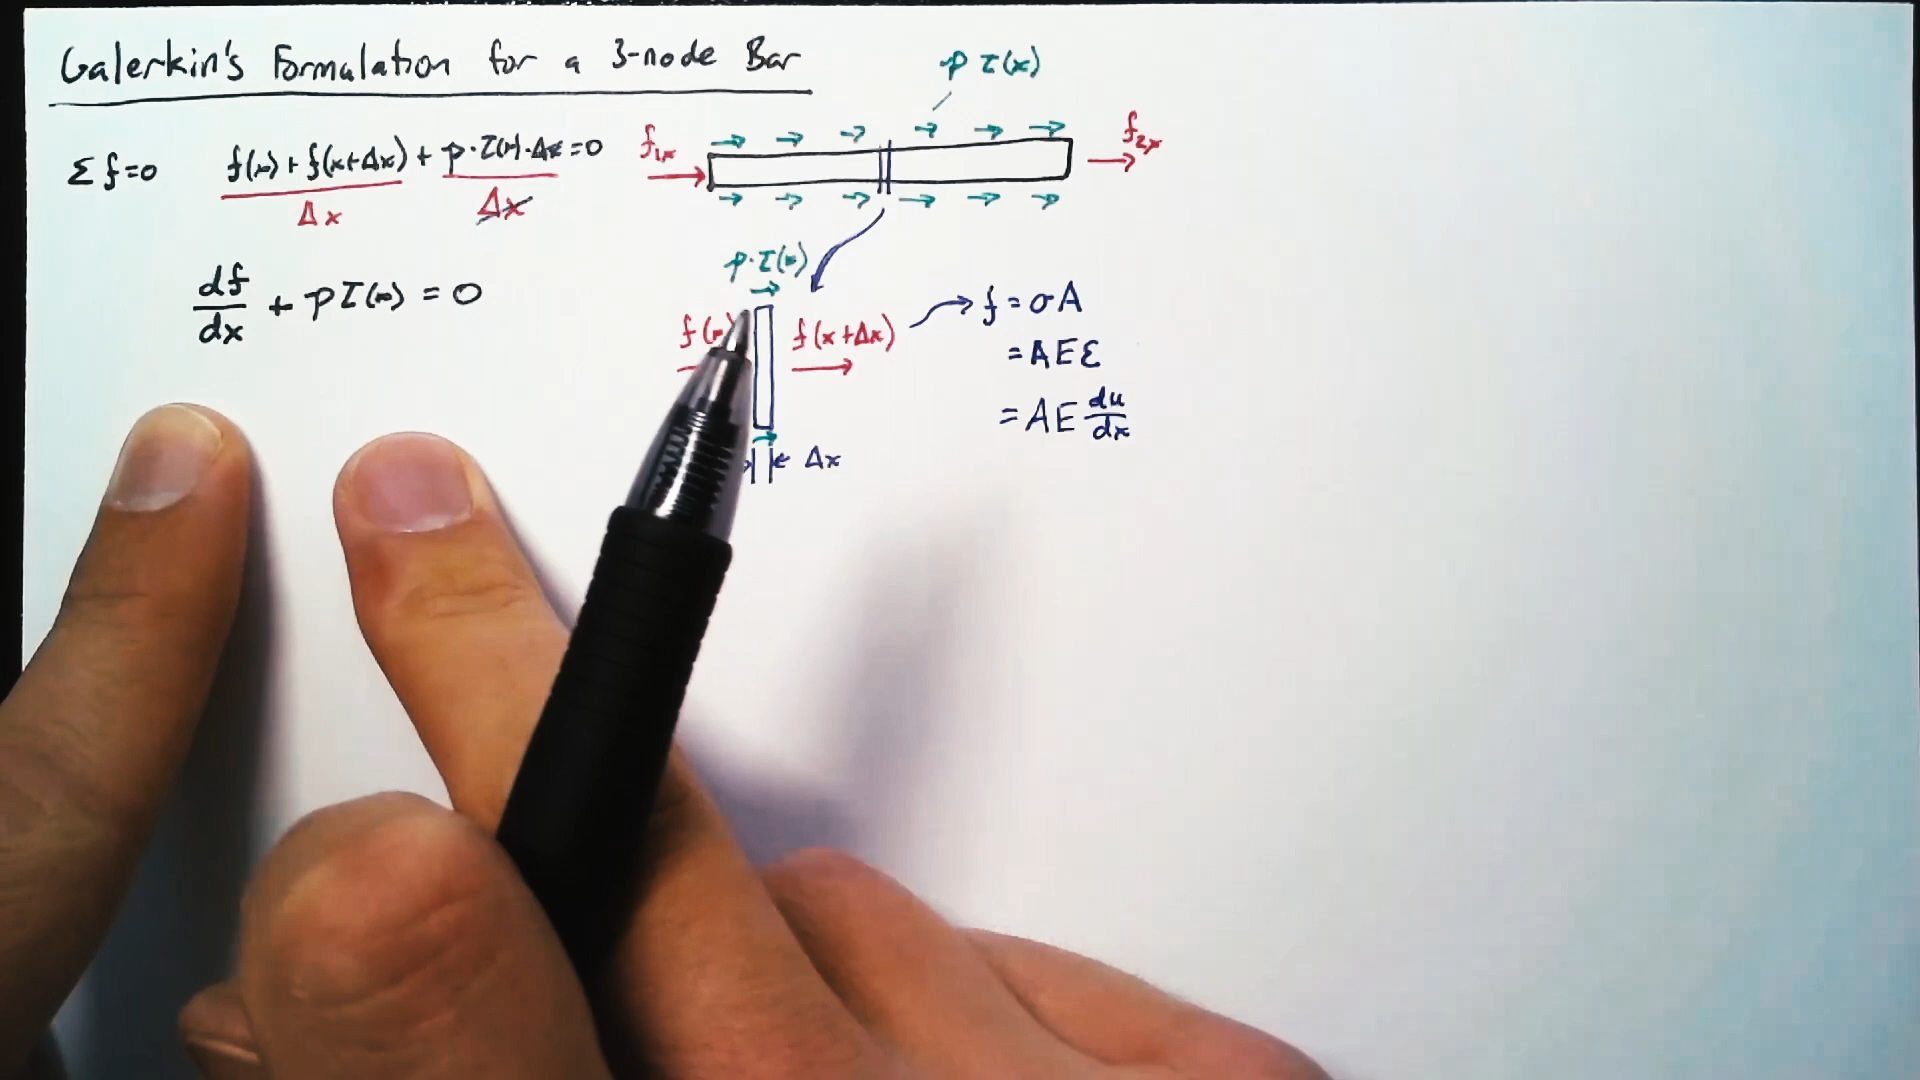 Galerkin's Formulation for a 3-node Bar
p τ(x)
Σf=0
f(x) + f(x+Δx) + p·τ(x)·Δx = 0
Δx Δx
f1x
f2x
df/dx + pτ(x) = 0
p·τ(x)
f(x)
f(x+Δx)
f = σA
= AEε
= AE du/dx
Δx